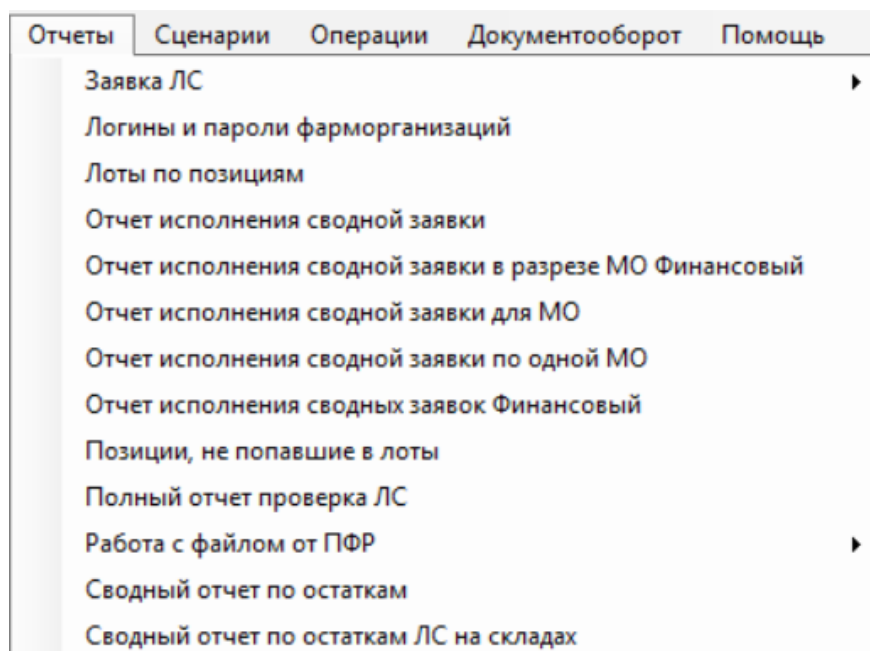 Отчеты Сценарии Операции Документооборот Помощь
Заявка ЛС
Логины и пароли фарморганизаций
Лоты по позициям
Отчет исполнения сводной заявки
Отчет исполнения сводной заявки в разрезе МО Финансовый
Отчет исполнения сводной заявки для МО
Отчет исполнения сводной заявки по одной МО
Отчет исполнения сводных заявок Финансовый
Позиции, не попавшие в лоты
Полный отчет проверка ЛС
Работа с файлом от ПФР
Сводный отчет по остаткам
Сводный отчет по остаткам ЛС на складах